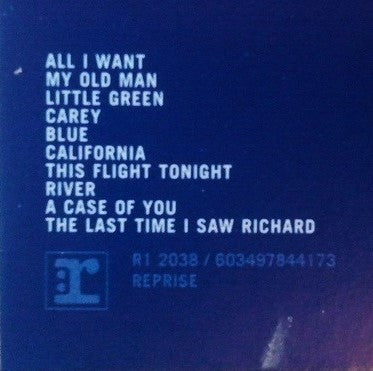 ALL I WANT
MY OLD MAN
LITTLE GREEN
CAREY
BLUE
CALIFORNIA
THIS FLIGHT TONIGHT
RIVER
A CASE OF YOU
THE LAST TIME I SAW RICHARD
R1 2038 / 603497844173
REPRISE
:r